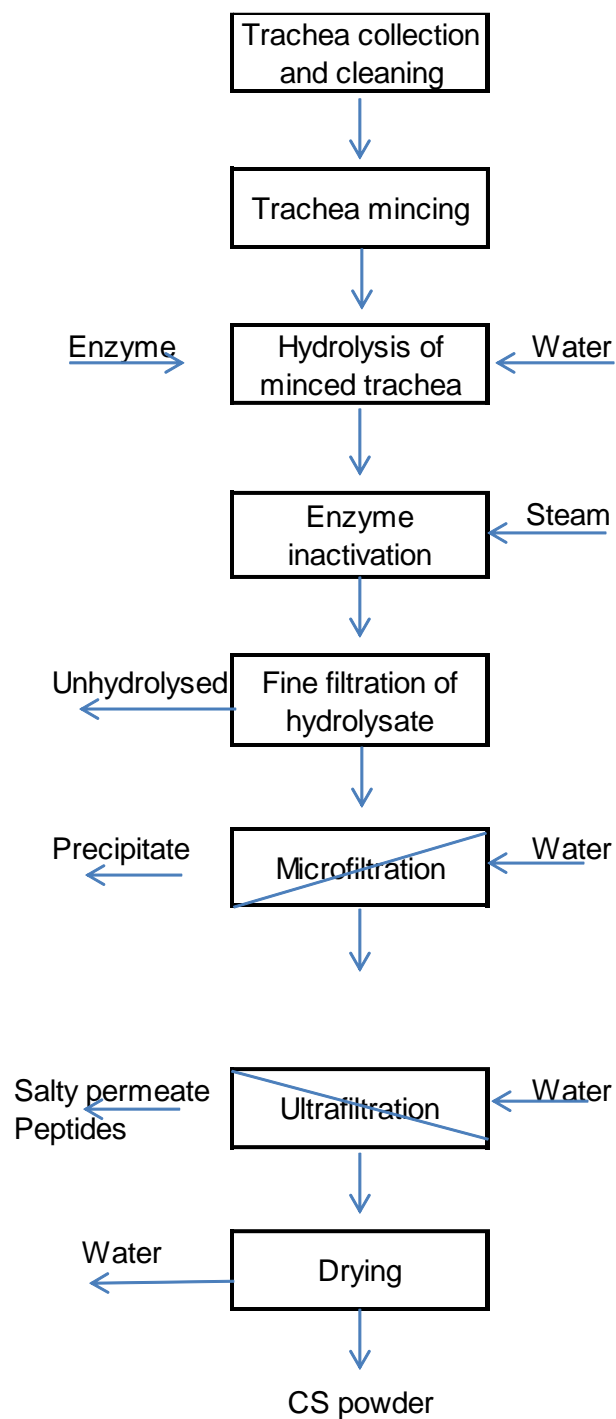 Trachea collection
and cleaning
Trachea mincing
Enzyme
Hydrolysis of
minced trachea
Water
Enzyme
inactivation
Steam
Unhydrolysed
Fine filtration of
hydrolysate
Precipitate
Microfiltration
Water
Salty permeate
Peptides
Ultrafiltration
Water
Water
Drying
CS powder